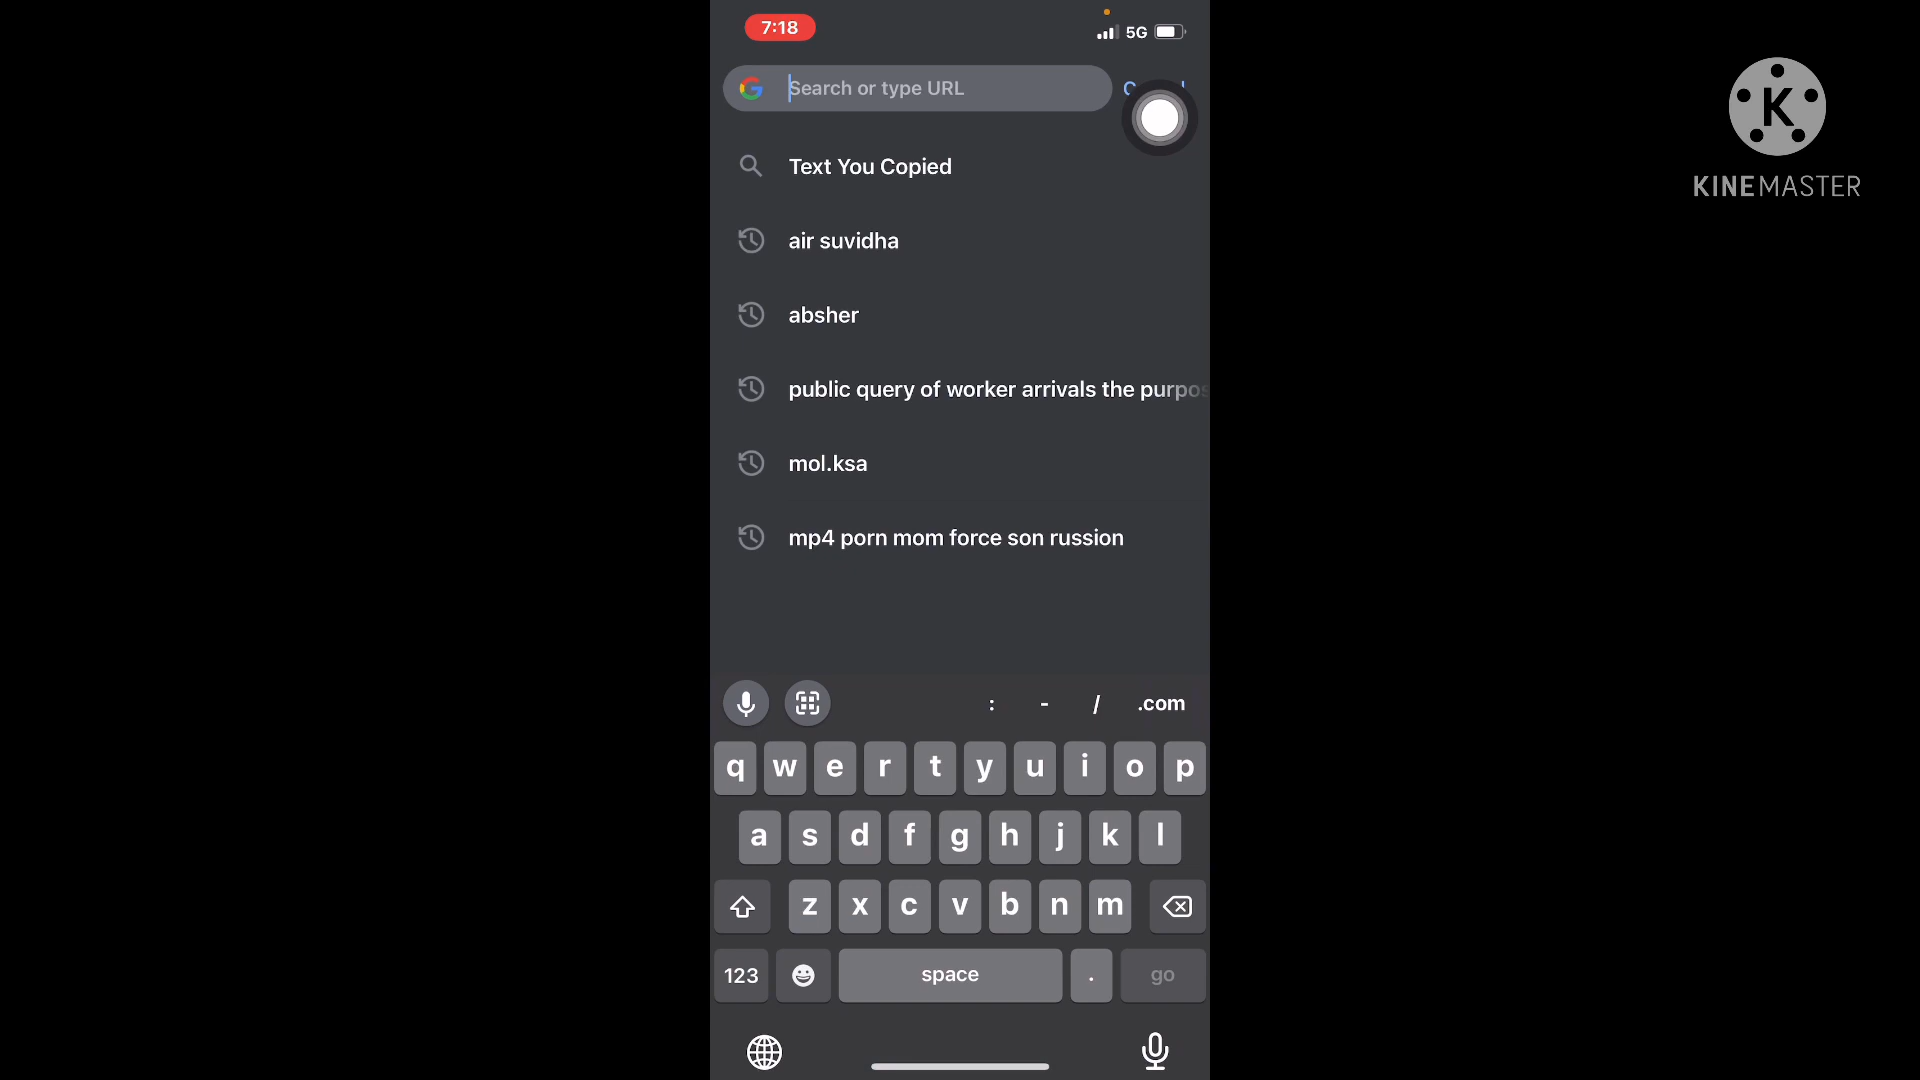 7:18
5G
Search or type URL
Text You Copied
air suvidha
absher
public query of worker arrivals the purpos
mol.ksa
mp4 porn mom force son russion
: - / .com
q w e r t y u i o p
a s d f g h j k l
z x c v b n m
123 space . go
K
KINEMASTER